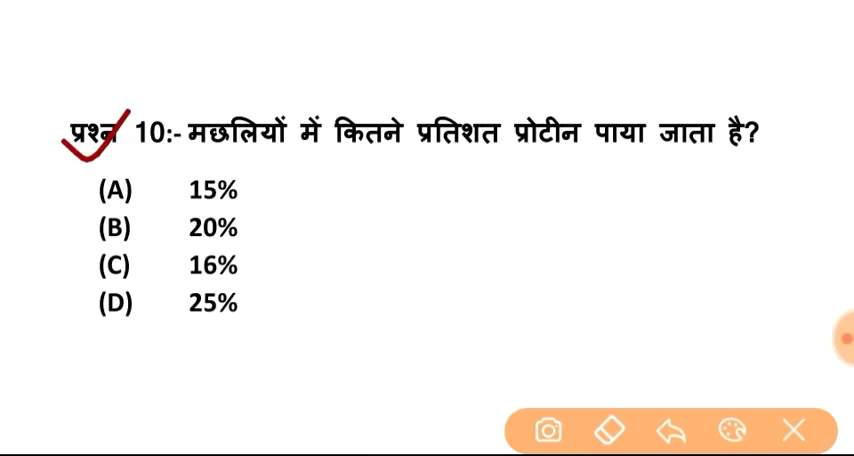 प्रश्न 10:- मछलियों में कितने प्रतिशत प्रोटीन पाया जाता है?
(A) 15%
(B) 20%
(C) 16%
(D) 25%